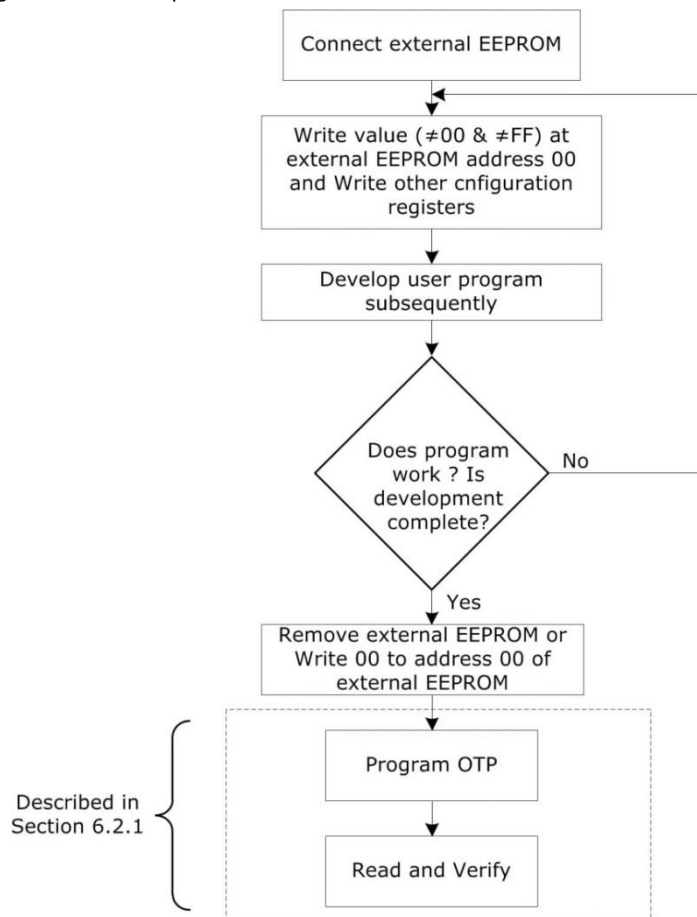 Connect external EEPROM
Write value (≠00 & ≠FF) at
external EEPROM address 00
and Write other cnfiguration
registers
Develop user program
subsequently
Does program
work ? Is
development
complete?
No
Yes
Remove external EEPROM or
Write 00 to address 00 of
external EEPROM
Program OTP
Described in
Section 6.2.1
Read and Verify